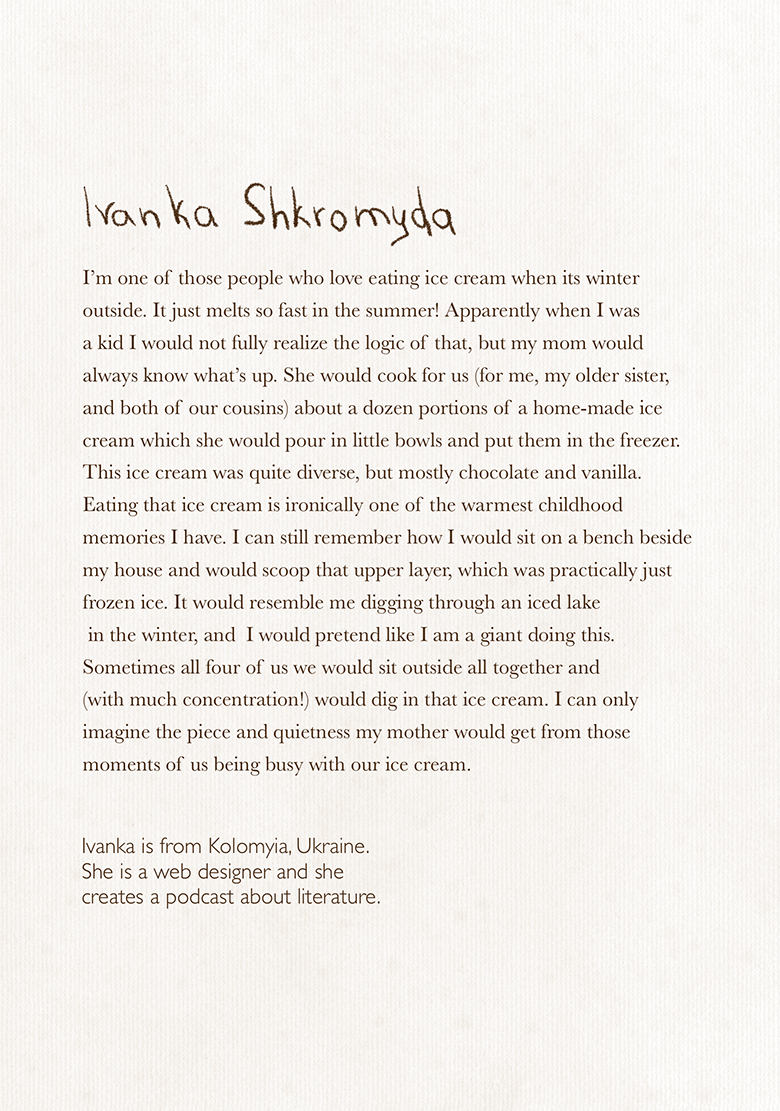 Ivanka Shkromyda
I’m one of those people who love eating ice cream when its winter
outside. It just melts so fast in the summer! Apparently when I was
a kid I would not fully realize the logic of that, but my mom would
always know what’s up. She would cook for us (for me, my older sister,
and both of our cousins) about a dozen portions of a home-made ice
cream which she would pour in little bowls and put them in the freezer.
This ice cream was quite diverse, but mostly chocolate and vanilla.
Eating that ice cream is ironically one of the warmest childhood
memories I have. I can still remember how I would sit on a bench beside
my house and would scoop that upper layer, which was practically just
frozen ice. It would resemble me digging through an iced lake
in the winter, and I would pretend like I am a giant doing this.
Sometimes all four of us we would sit outside all together and
(with much concentration!) would dig in that ice cream. I can only
imagine the piece and quietness my mother would get from those
moments of us being busy with our ice cream.
Ivanka is from Kolomyia, Ukraine.
She is a web designer and she
creates a podcast about literature.